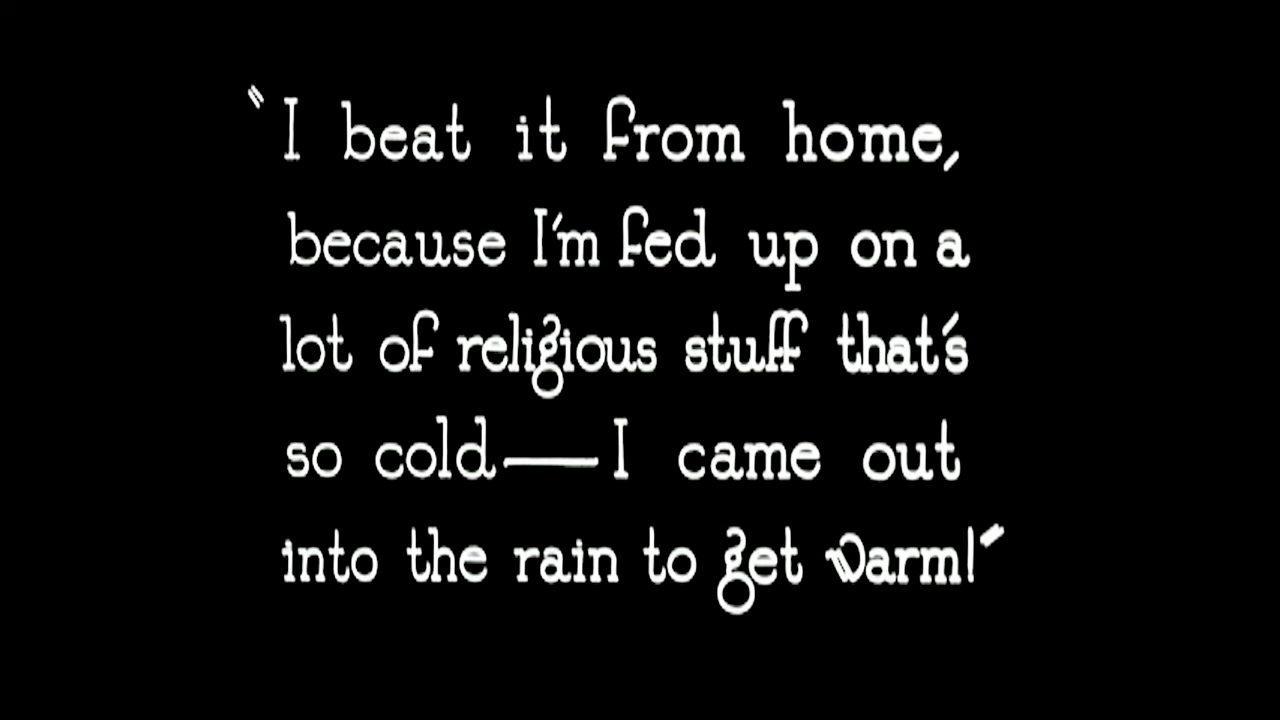 "I beat it from home,
because I'm fed up on a
lot of religious stuff that's
so cold—I came out
into the rain to get warm!"